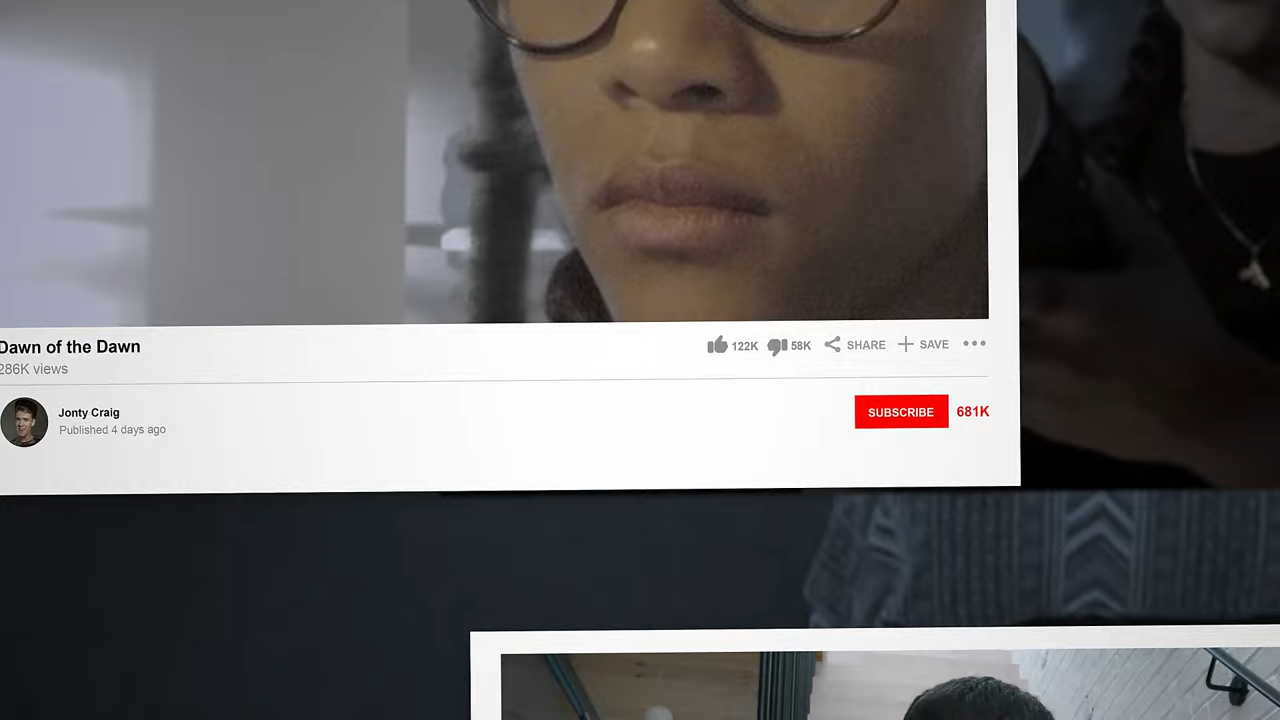 Dawn of the Dawn
286K views
122K 58K SHARE SAVE
Jonty Craig
Published 4 days ago
SUBSCRIBE 681K